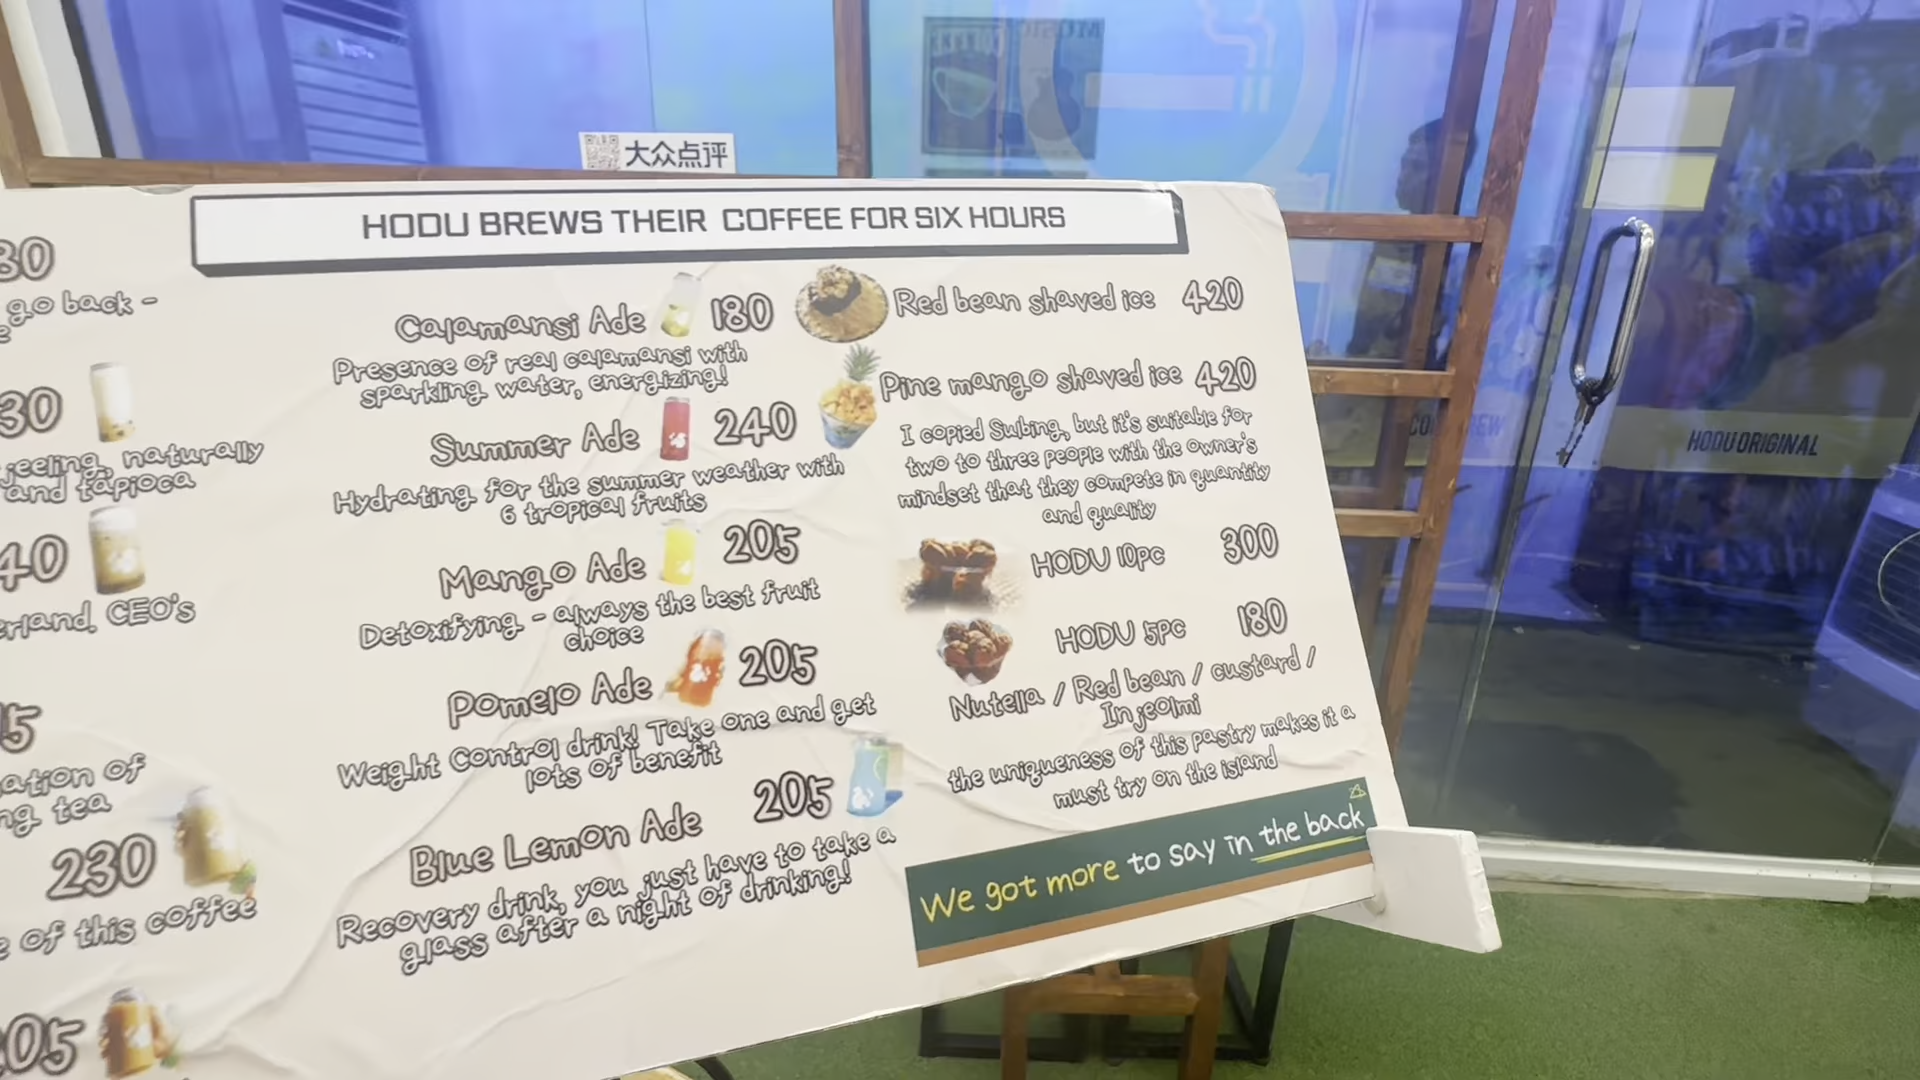 大众点评
HODU BREWS THEIR COFFEE FOR SIX HOURS
30
go back -
30
feeling, naturally
and tapioca
40
CEO's
5
ation of
ng tea
230
e of this coffee
205
Calamansi Ade 180
Presence of real calamansi with
sparkling water, energizing!
Summer Ade 240
Hydrating for the summer weather with
6 tropical fruits
Mango Ade 205
Detoxifying - always the best fruit
choice
Pomelo Ade 205
Weight Control drink! Take one and get
lots of benefit
Blue Lemon Ade 205
Recovery drink, you just have to take a
glass after a night of drinking!
Red bean shaved ice 420
Pine mango shaved ice 420
I copied Sulbing, but it's suitable for
two to three people with the owner's
mindset that they compete in quantity
and quality
HODU 10pc 300
HODU 5pc 180
Nutella / Red bean / custard /
Injeolmi
the uniqueness of this pastry makes it a
must try on the island
We got more to say in the back
HODU ORIGINAL